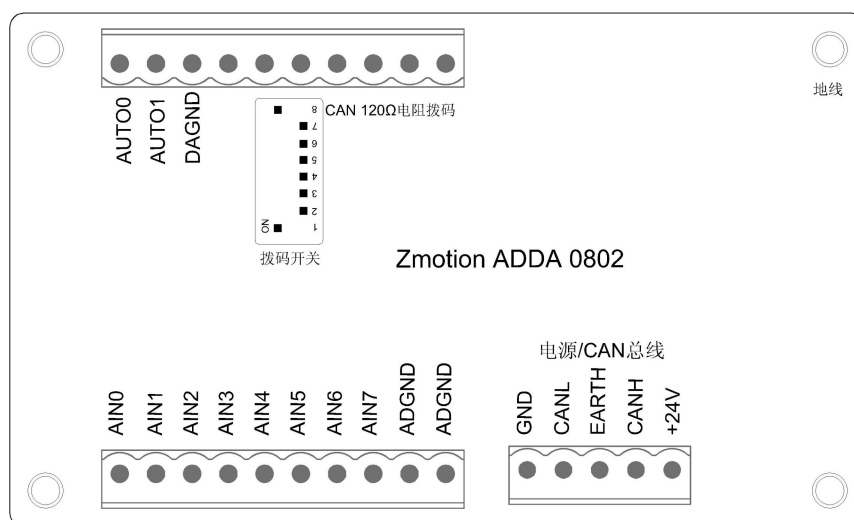 AUTO0
AUTO1
DAGND
8
7
6
5
4
3
2
1
NO
CAN 120Ω电阻拨码
拨码开关
地线
Zmotion ADDA 0802
AIN0
AIN1
AIN2
AIN3
AIN4
AIN5
AIN6
AIN7
ADGND
ADGND
电源/CAN总线
GND
CANL
EARTH
CANH
+24V